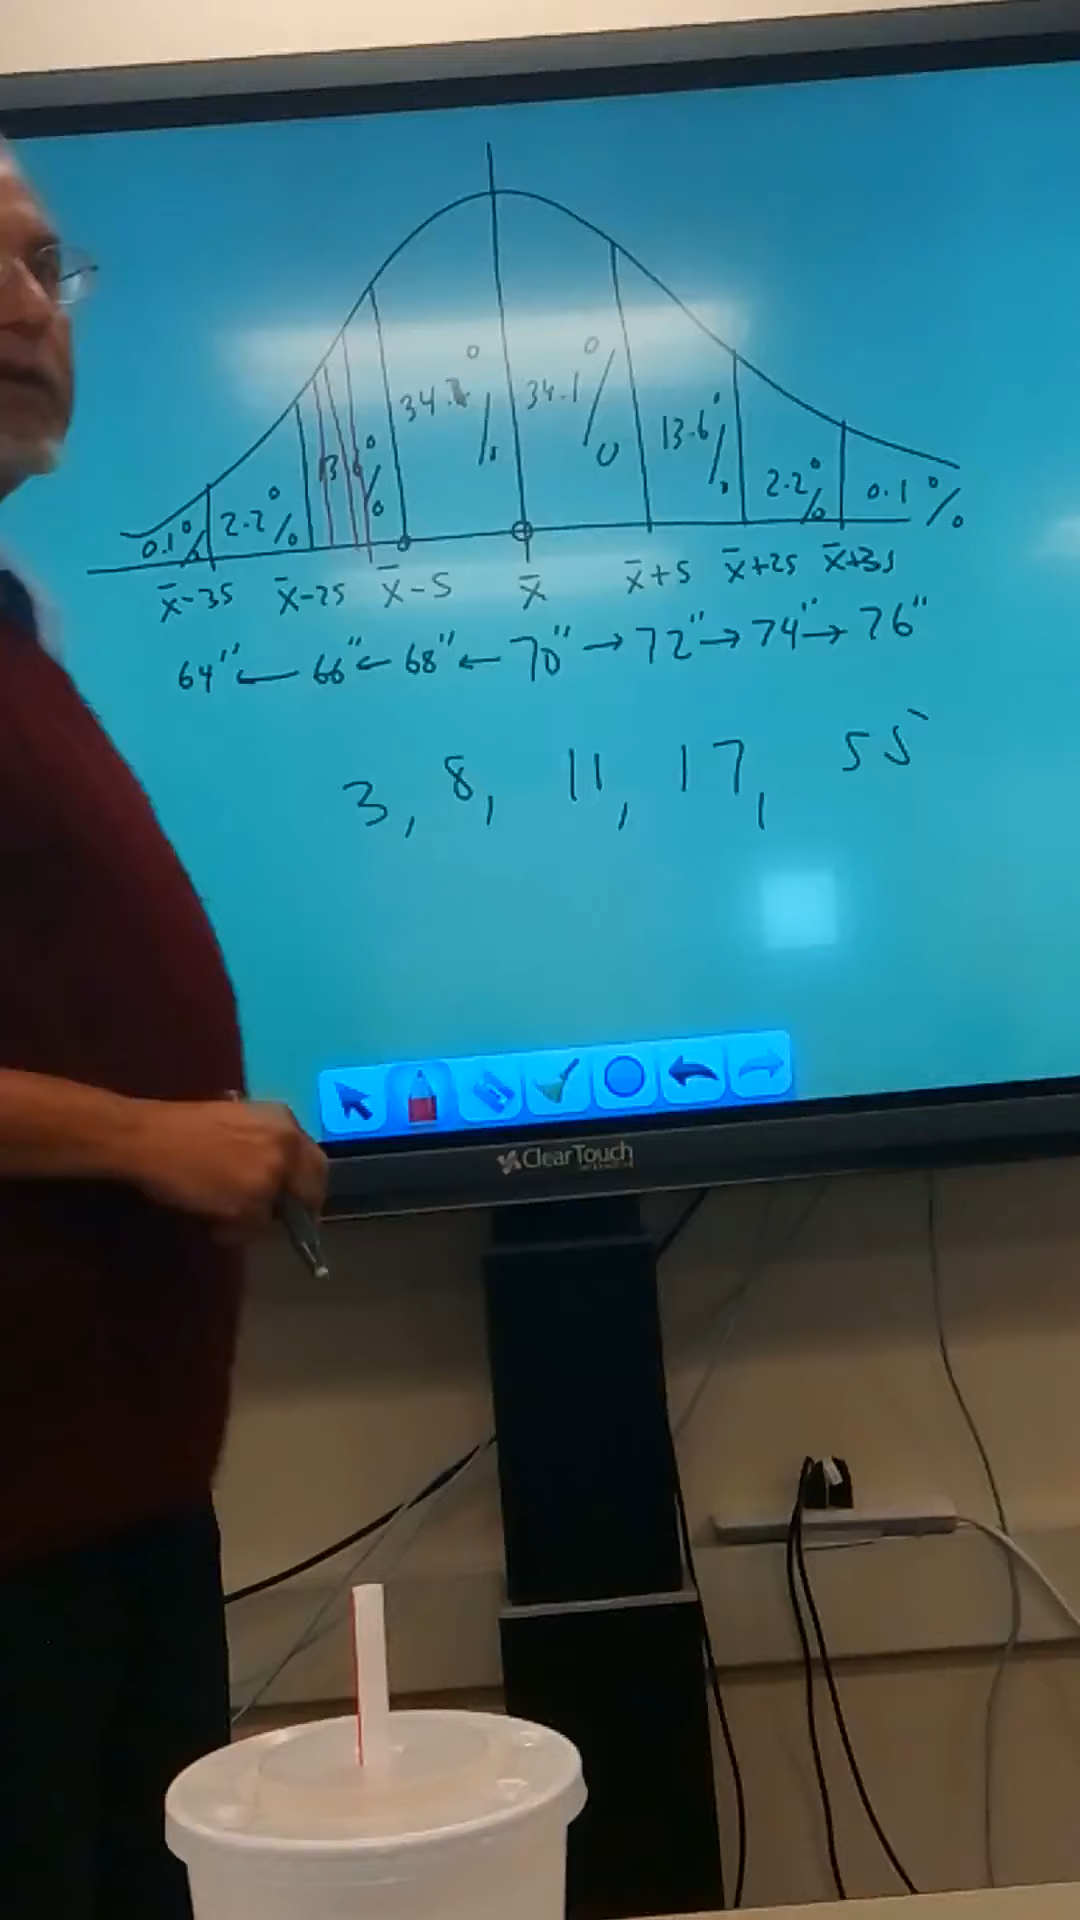 34.1% 34.1%
13.6% 13.6%
0.1% 2.2% 2.2% 0.1%
x̄-3S x̄-2S x̄-S x̄ x̄+S x̄+2S x̄+3S
64" ← 66" ← 68" ← 70" → 72" → 74" → 76"
3, 8, 11, 17, 55
ClearTouch